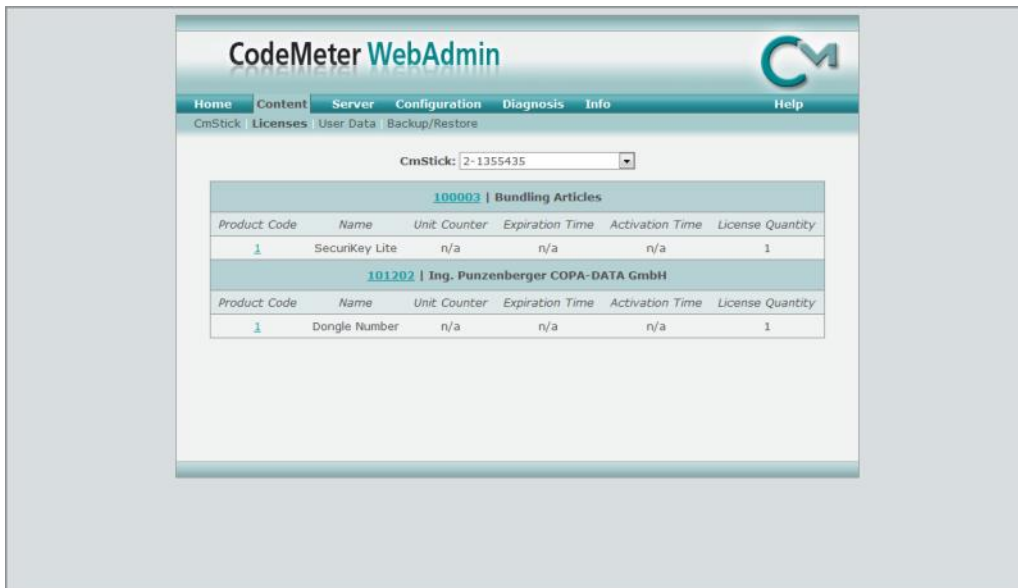 CodeMeter WebAdmin
CM
Home Content Server Configuration Diagnosis Info Help
CmStick Licenses User Data Backup/Restore
CmStick: 2-1355435
100003 | Bundling Articles
Product Code Name Unit Counter Expiration Time Activation Time License Quantity
1 SecuriKey Lite n/a n/a n/a 1
101202 | Ing. Punzenberger COPA-DATA GmbH
Product Code Name Unit Counter Expiration Time Activation Time License Quantity
1 Dongle Number n/a n/a n/a 1